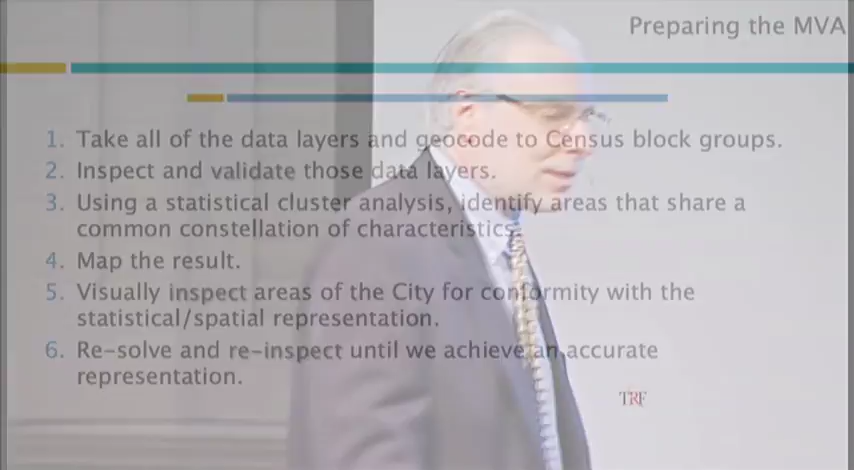 Preparing the MVA
1. Take all of the data layers and geocode to Census block groups.
2. Inspect and validate those data layers.
3. Using a statistical cluster analysis, identify areas that share a
common constellation of characteristics.
4. Map the result.
5. Visually inspect areas of the City for conformity with the
statistical/spatial representation.
6. Re-solve and re-inspect until we achieve an accurate
representation.
TRF